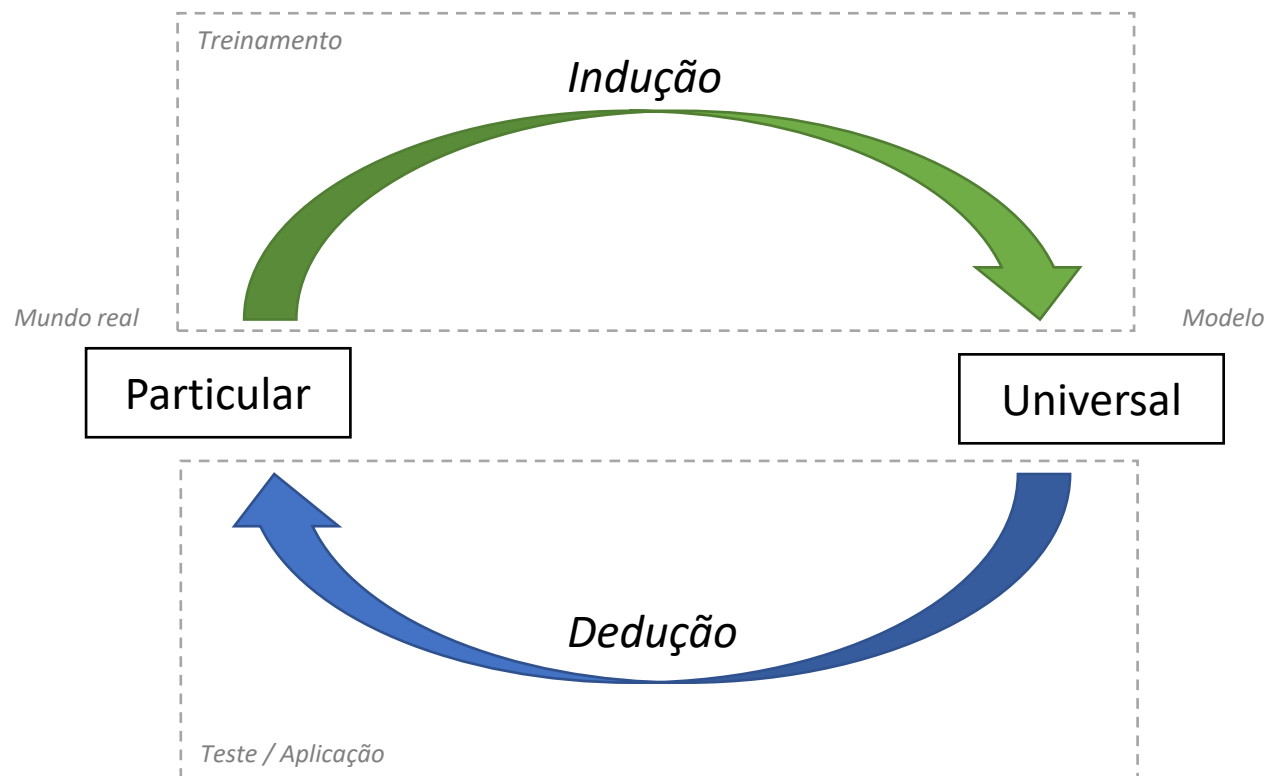 Treinamento
Indução
Mundo real
Modelo
Particular
Universal
Dedução
Teste / Aplicação